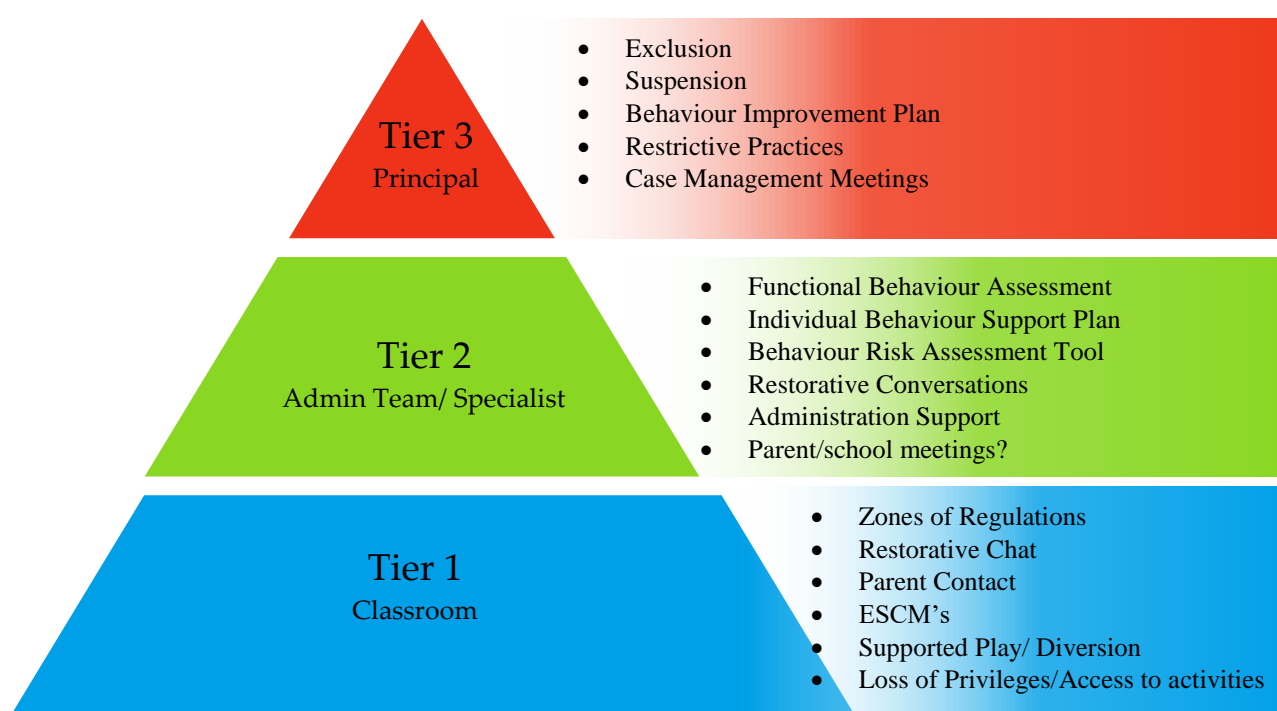 Tier 3
Principal
• Exclusion
• Suspension
• Behaviour Improvement Plan
• Restrictive Practices
• Case Management Meetings
Tier 2
Admin Team/ Specialist
• Functional Behaviour Assessment
• Individual Behaviour Support Plan
• Behaviour Risk Assessment Tool
• Restorative Conversations
• Administration Support
• Parent/school meetings?
Tier 1
Classroom
• Zones of Regulations
• Restorative Chat
• Parent Contact
• ESCM’s
• Supported Play/ Diversion
• Loss of Privileges/Access to activities